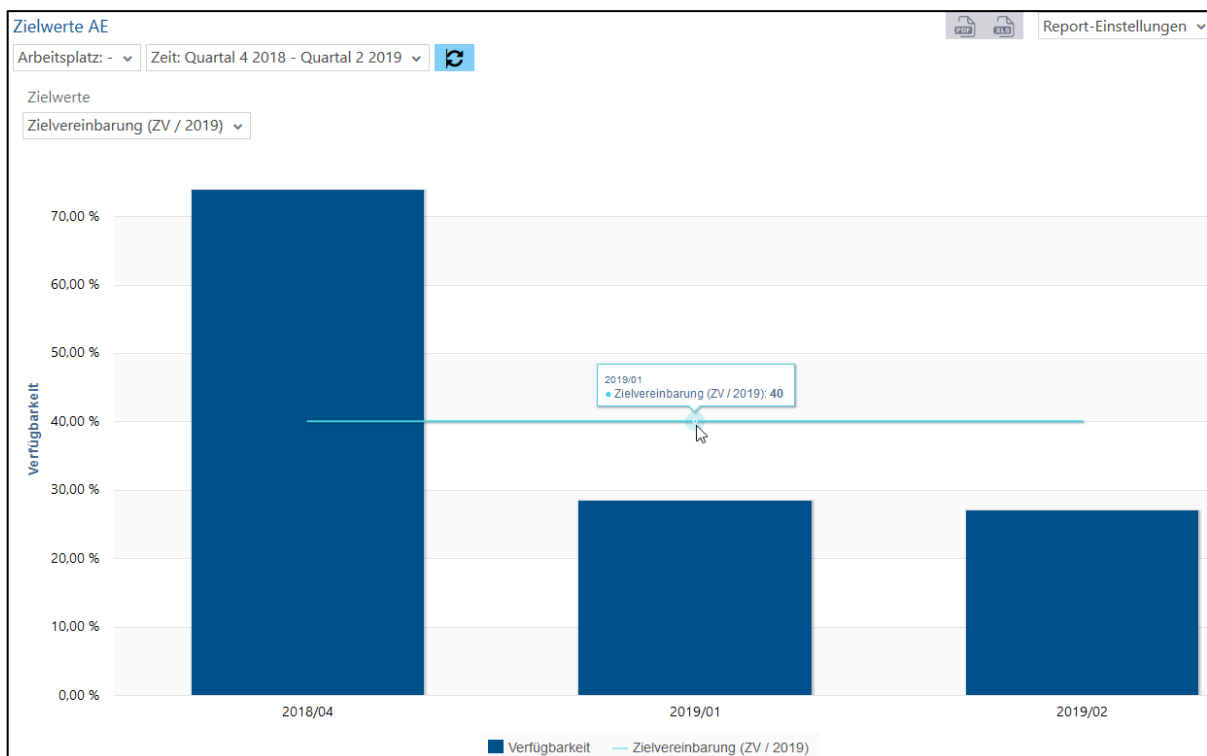 Zielwerte AE
PDF XLS Report-Einstellungen
Arbeitsplatz: - Zeit: Quartal 4 2018 - Quartal 2 2019
Zielwerte
Zielvereinbarung (ZV / 2019)
70,00 %
60,00 %
50,00 %
40,00 %
30,00 %
20,00 %
10,00 %
0,00 %
Verfügbarkeit
2019/01
Zielvereinbarung (ZV / 2019): 40
2018/04 2019/01 2019/02
Verfügbarkeit Zielvereinbarung (ZV / 2019)